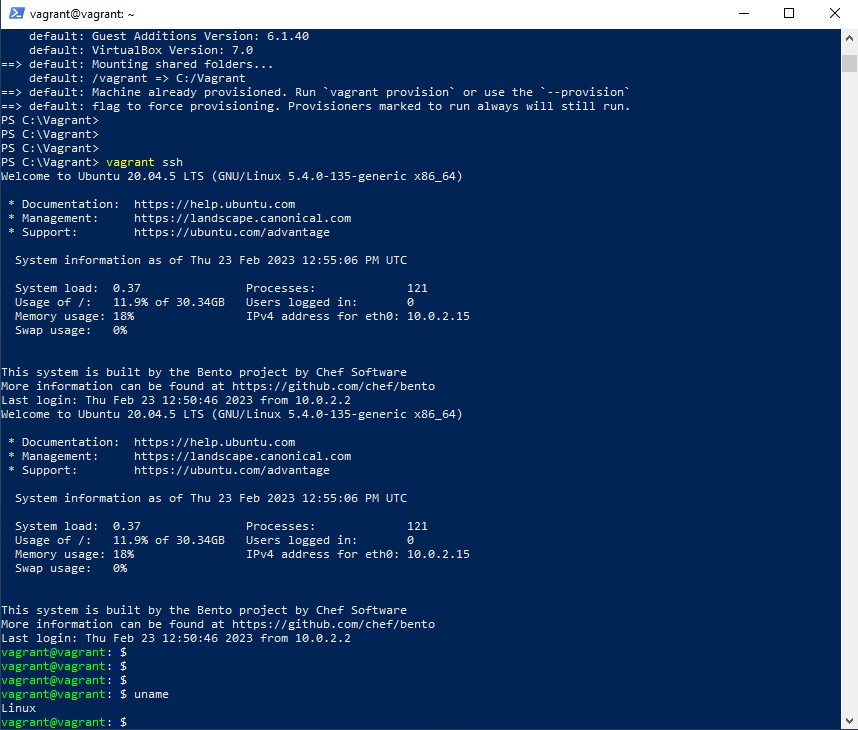 vagrant@vagrant: ~
default: Guest Additions Version: 6.1.40
default: VirtualBox Version: 7.0
==> default: Mounting shared folders...
default: /vagrant => C:/Vagrant
==> default: Machine already provisioned. Run `vagrant provision` or use the `--provision`
==> default: flag to force provisioning. Provisioners marked to run always will still run.
PS C:\Vagrant>
PS C:\Vagrant>
PS C:\Vagrant>
PS C:\Vagrant> vagrant ssh
Welcome to Ubuntu 20.04.5 LTS (GNU/Linux 5.4.0-135-generic x86_64)
* Documentation:  https://help.ubuntu.com
* Management:     https://landscape.canonical.com
* Support:        https://ubuntu.com/advantage
System information as of Thu 23 Feb 2023 12:55:06 PM UTC
System load:  0.37               Processes:             121
Usage of /:   11.9% of 30.34GB   Users logged in:       0
Memory usage: 18%                IPv4 address for eth0: 10.0.2.15
Swap usage:   0%
This system is built by the Bento project by Chef Software
More information can be found at https://github.com/chef/bento
Last login: Thu Feb 23 12:50:46 2023 from 10.0.2.2
Welcome to Ubuntu 20.04.5 LTS (GNU/Linux 5.4.0-135-generic x86_64)
* Documentation:  https://help.ubuntu.com
* Management:     https://landscape.canonical.com
* Support:        https://ubuntu.com/advantage
System information as of Thu 23 Feb 2023 12:55:06 PM UTC
System load:  0.37               Processes:             121
Usage of /:   11.9% of 30.34GB   Users logged in:       0
Memory usage: 18%                IPv4 address for eth0: 10.0.2.15
Swap usage:   0%
This system is built by the Bento project by Chef Software
More information can be found at https://github.com/chef/bento
Last login: Thu Feb 23 12:50:46 2023 from 10.0.2.2
vagrant@vagrant: $
vagrant@vagrant: $
vagrant@vagrant: $
vagrant@vagrant: $ uname
Linux
vagrant@vagrant: $